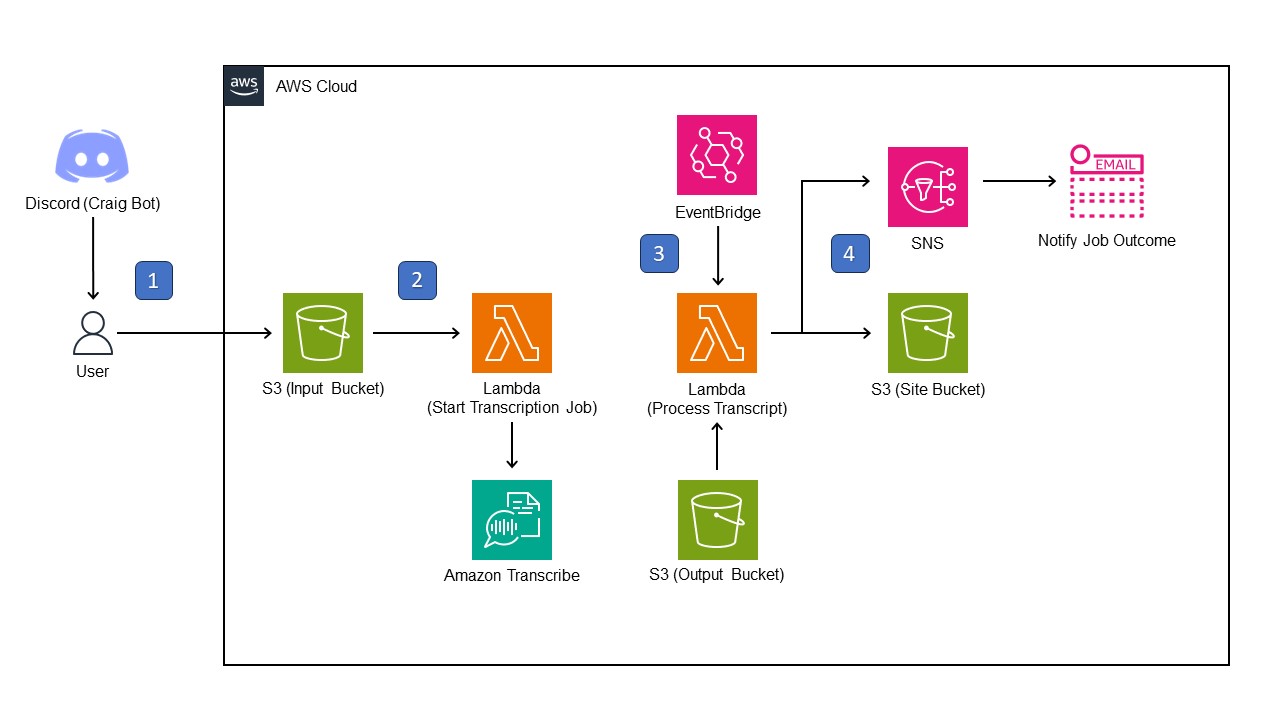 aws
AWS Cloud
Discord (Craig Bot)
User
1
S3 (Input Bucket)
2
Lambda
(Start Transcription Job)
Amazon Transcribe
EventBridge
3
Lambda
(Process Transcript)
S3 (Output Bucket)
4
SNS
EMAIL
Notify Job Outcome
S3 (Site Bucket)